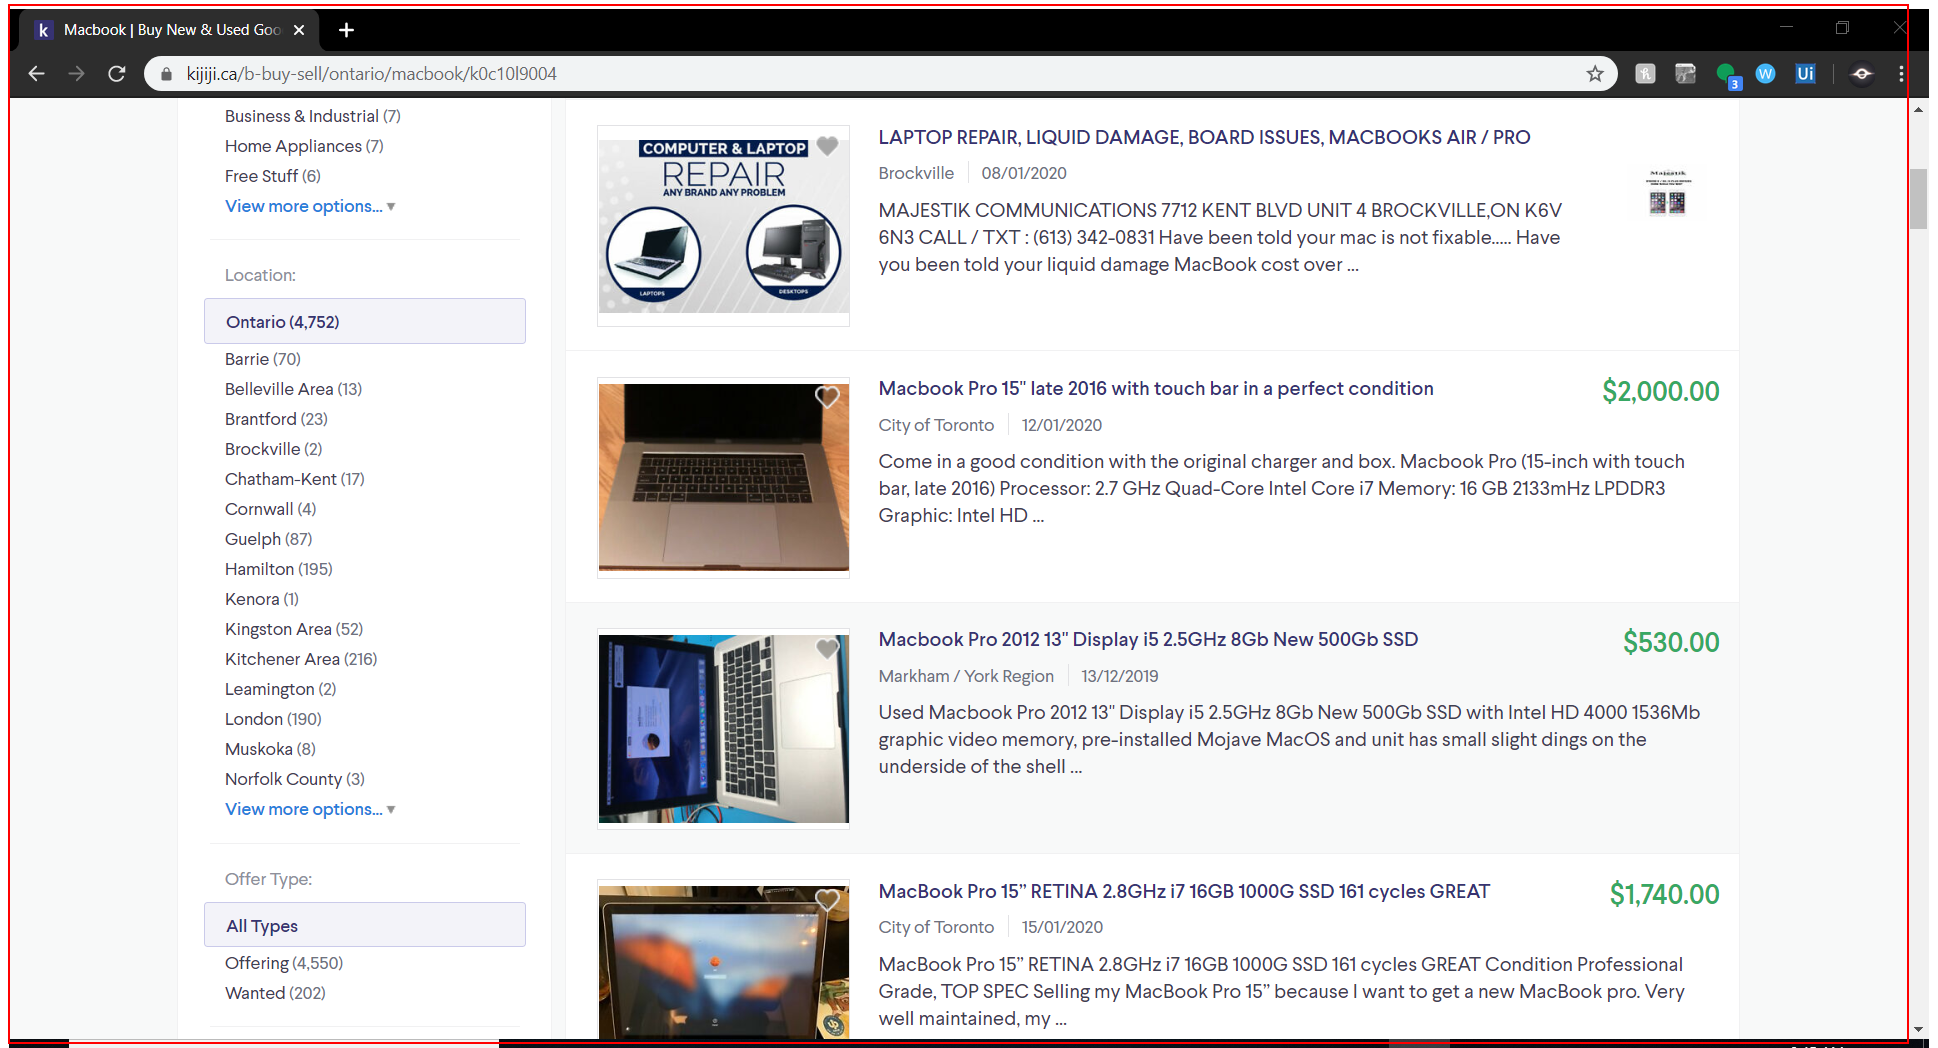 k Macbook | Buy New & Used Goo
kijiji.ca/b-buy-sell/ontario/macbook/k0c10l9004
3
W
Ui
Business & Industrial (7)
Home Appliances (7)
Free Stuff (6)
View more options...
Location:
Ontario (4,752)
Barrie (70)
Belleville Area (13)
Brantford (23)
Brockville (2)
Chatham-Kent (17)
Cornwall (4)
Guelph (87)
Hamilton (195)
Kenora (1)
Kingston Area (52)
Kitchener Area (216)
Leamington (2)
London (190)
Muskoka (8)
Norfolk County (3)
View more options...
Offer Type:
All Types
Offering (4,550)
Wanted (202)
COMPUTER & LAPTOP
REPAIR
ANY BRAND ANY PROBLEM
LAPTOPS
DESKTOPS
LAPTOP REPAIR, LIQUID DAMAGE, BOARD ISSUES, MACBOOKS AIR / PRO
Brockville 08/01/2020
MAJESTIK COMMUNICATIONS 7712 KENT BLVD UNIT 4 BROCKVILLE,ON K6V
6N3 CALL / TXT : (613) 342-0831 Have been told your mac is not fixable..... Have
you been told your liquid damage MacBook cost over ...
Majestik
Macbook Pro 15" late 2016 with touch bar in a perfect condition
$2,000.00
City of Toronto 12/01/2020
Come in a good condition with the original charger and box. Macbook Pro (15-inch with touch
bar, late 2016) Processor: 2.7 GHz Quad-Core Intel Core i7 Memory: 16 GB 2133mHz LPDDR3
Graphic: Intel HD ...
Macbook Pro 2012 13" Display i5 2.5GHz 8Gb New 500Gb SSD
$530.00
Markham / York Region 13/12/2019
Used Macbook Pro 2012 13" Display i5 2.5GHz 8Gb New 500Gb SSD with Intel HD 4000 1536Mb
graphic video memory, pre-installed Mojave MacOS and unit has small slight dings on the
underside of the shell ...
MacBook Pro 15” RETINA 2.8GHz i7 16GB 1000G SSD 161 cycles GREAT
$1,740.00
City of Toronto 15/01/2020
MacBook Pro 15” RETINA 2.8GHz i7 16GB 1000G SSD 161 cycles GREAT Condition Professional
Grade, TOP SPEC Selling my MacBook Pro 15” because I want to get a new MacBook pro. Very
well maintained, my ...